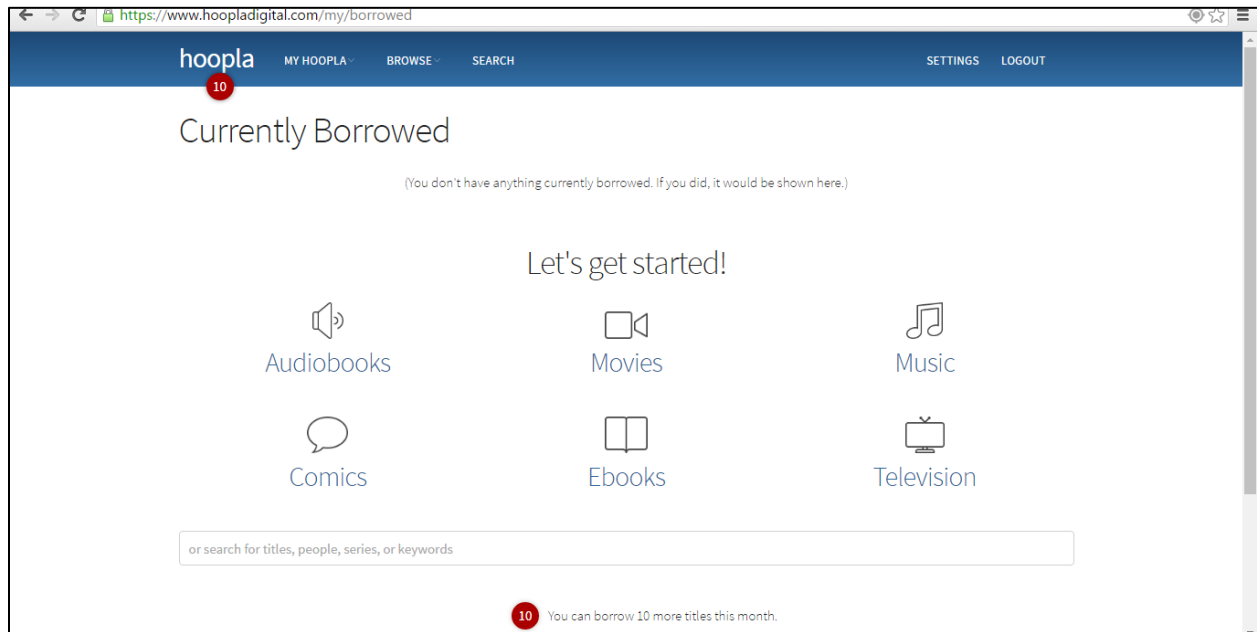 https://www.hoopladigital.com/my/borrowed
hoopla MY HOOPLA BROWSE SEARCH SETTINGS LOGOUT
10
Currently Borrowed
(You don't have anything currently borrowed. If you did, it would be shown here.)
Let's get started!
Audiobooks Movies Music
Comics Ebooks Television
or search for titles, people, series, or keywords
10 You can borrow 10 more titles this month.